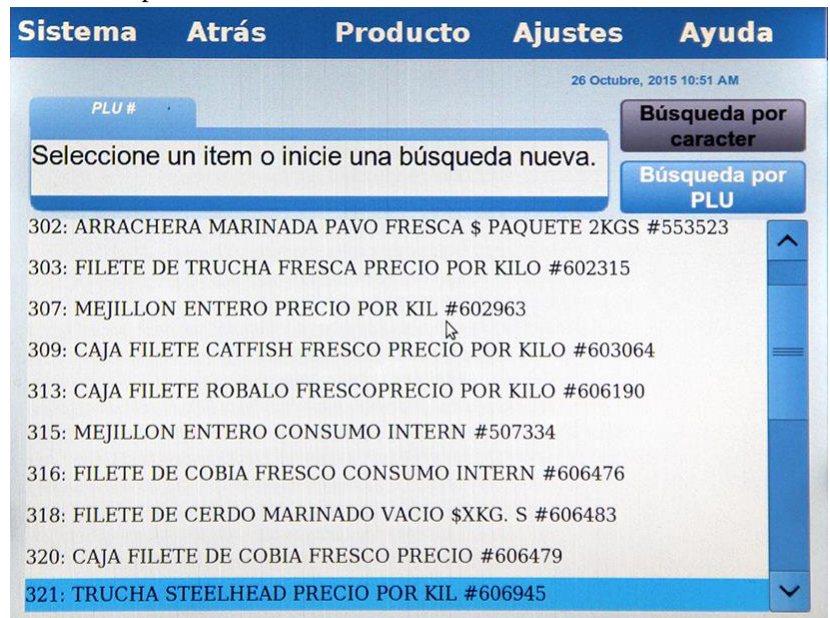 Sistema Atrás Producto Ajustes Ayuda
26 Octubre, 2015 10:51 AM
PLU #
Búsqueda por
caracter
Seleccione un item o inicie una búsqueda nueva.
Búsqueda por
PLU
302: ARRACHERA MARINADA PAVO FRESCA $ PAQUETE 2KGS #553523
303: FILETE DE TRUCHA FRESCA PRECIO POR KILO #602315
307: MEJILLON ENTERO PRECIO POR KIL #602963
309: CAJA FILETE CATFISH FRESCO PRECIO POR KILO #603064
313: CAJA FILETE ROBALO FRESCOPRECIO POR KILO #606190
315: MEJILLON ENTERO CONSUMO INTERN #507334
316: FILETE DE COBIA FRESCO CONSUMO INTERN #606476
318: FILETE DE CERDO MARINADO VACIO $XKG. S #606483
320: CAJA FILETE DE COBIA FRESCO PRECIO #606479
321: TRUCHA STEELHEAD PRECIO POR KIL #606945